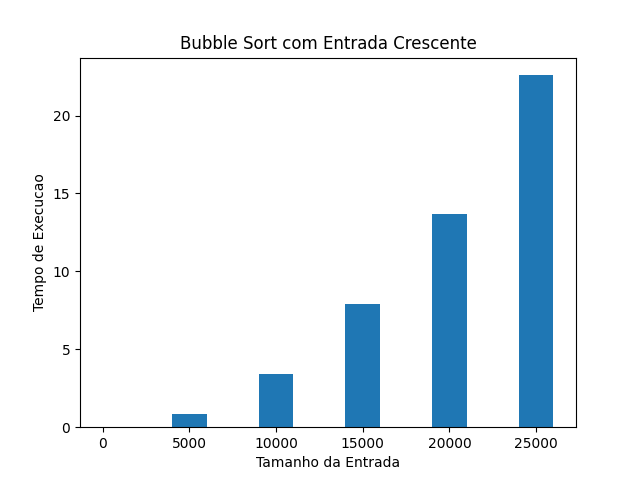 Bubble Sort com Entrada Crescente
Tempo de Execucao
20
15
10
5
0
0 5000 10000 15000 20000 25000
Tamanho da Entrada